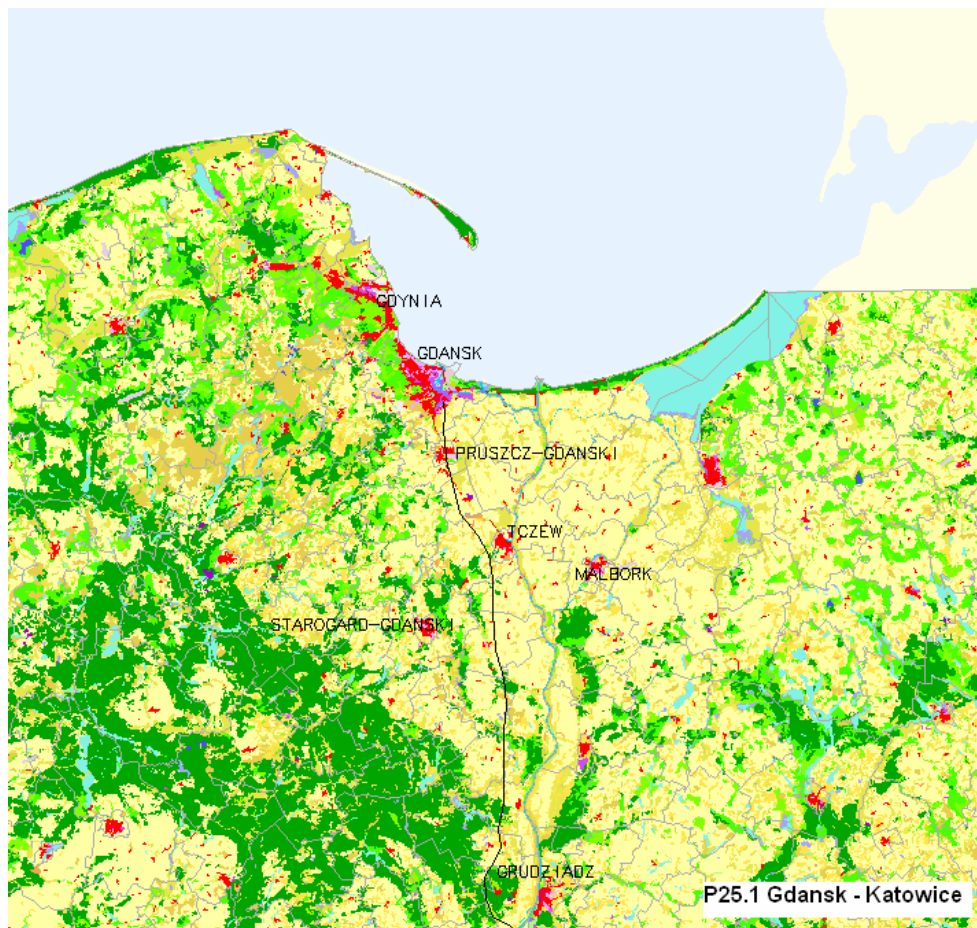 GDYNIA
GDANSK
PRUSZCZ-GDANSKI
TCZEW
MALBORK
STAROGARD-GDANSKI
GRUDZIADZ
P25.1 Gdansk - Katowice